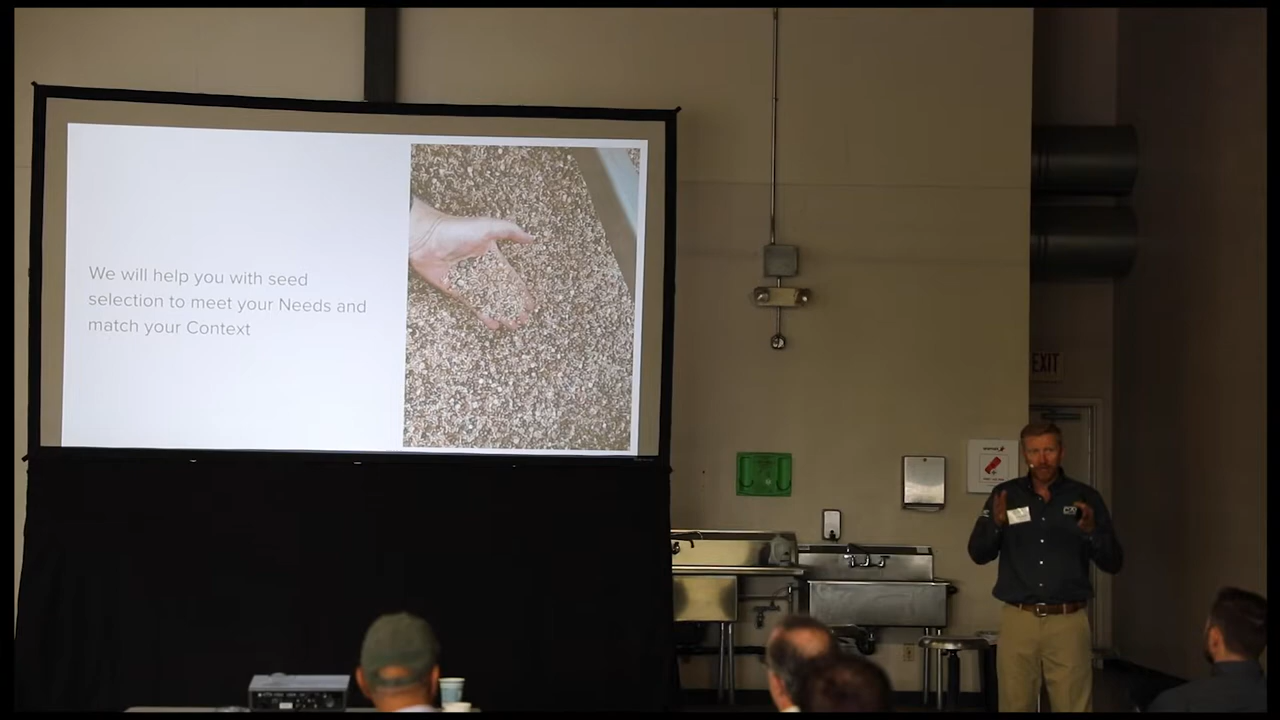 We will help you with seed
selection to meet your Needs and
match your Context
EXIT